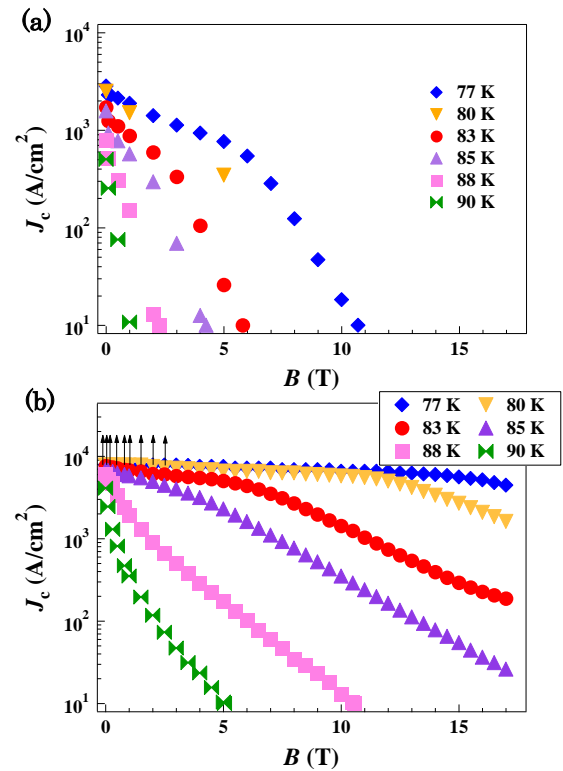 (a)
10^4
10^3
10^2
10^1
J_c (A/cm^2)
77 K
80 K
83 K
85 K
88 K
90 K
0 5 10 15
B (T)
(b)
77 K 80 K
83 K 85 K
88 K 90 K
10^4
10^3
10^2
10^1
J_c (A/cm^2)
0 5 10 15
B (T)